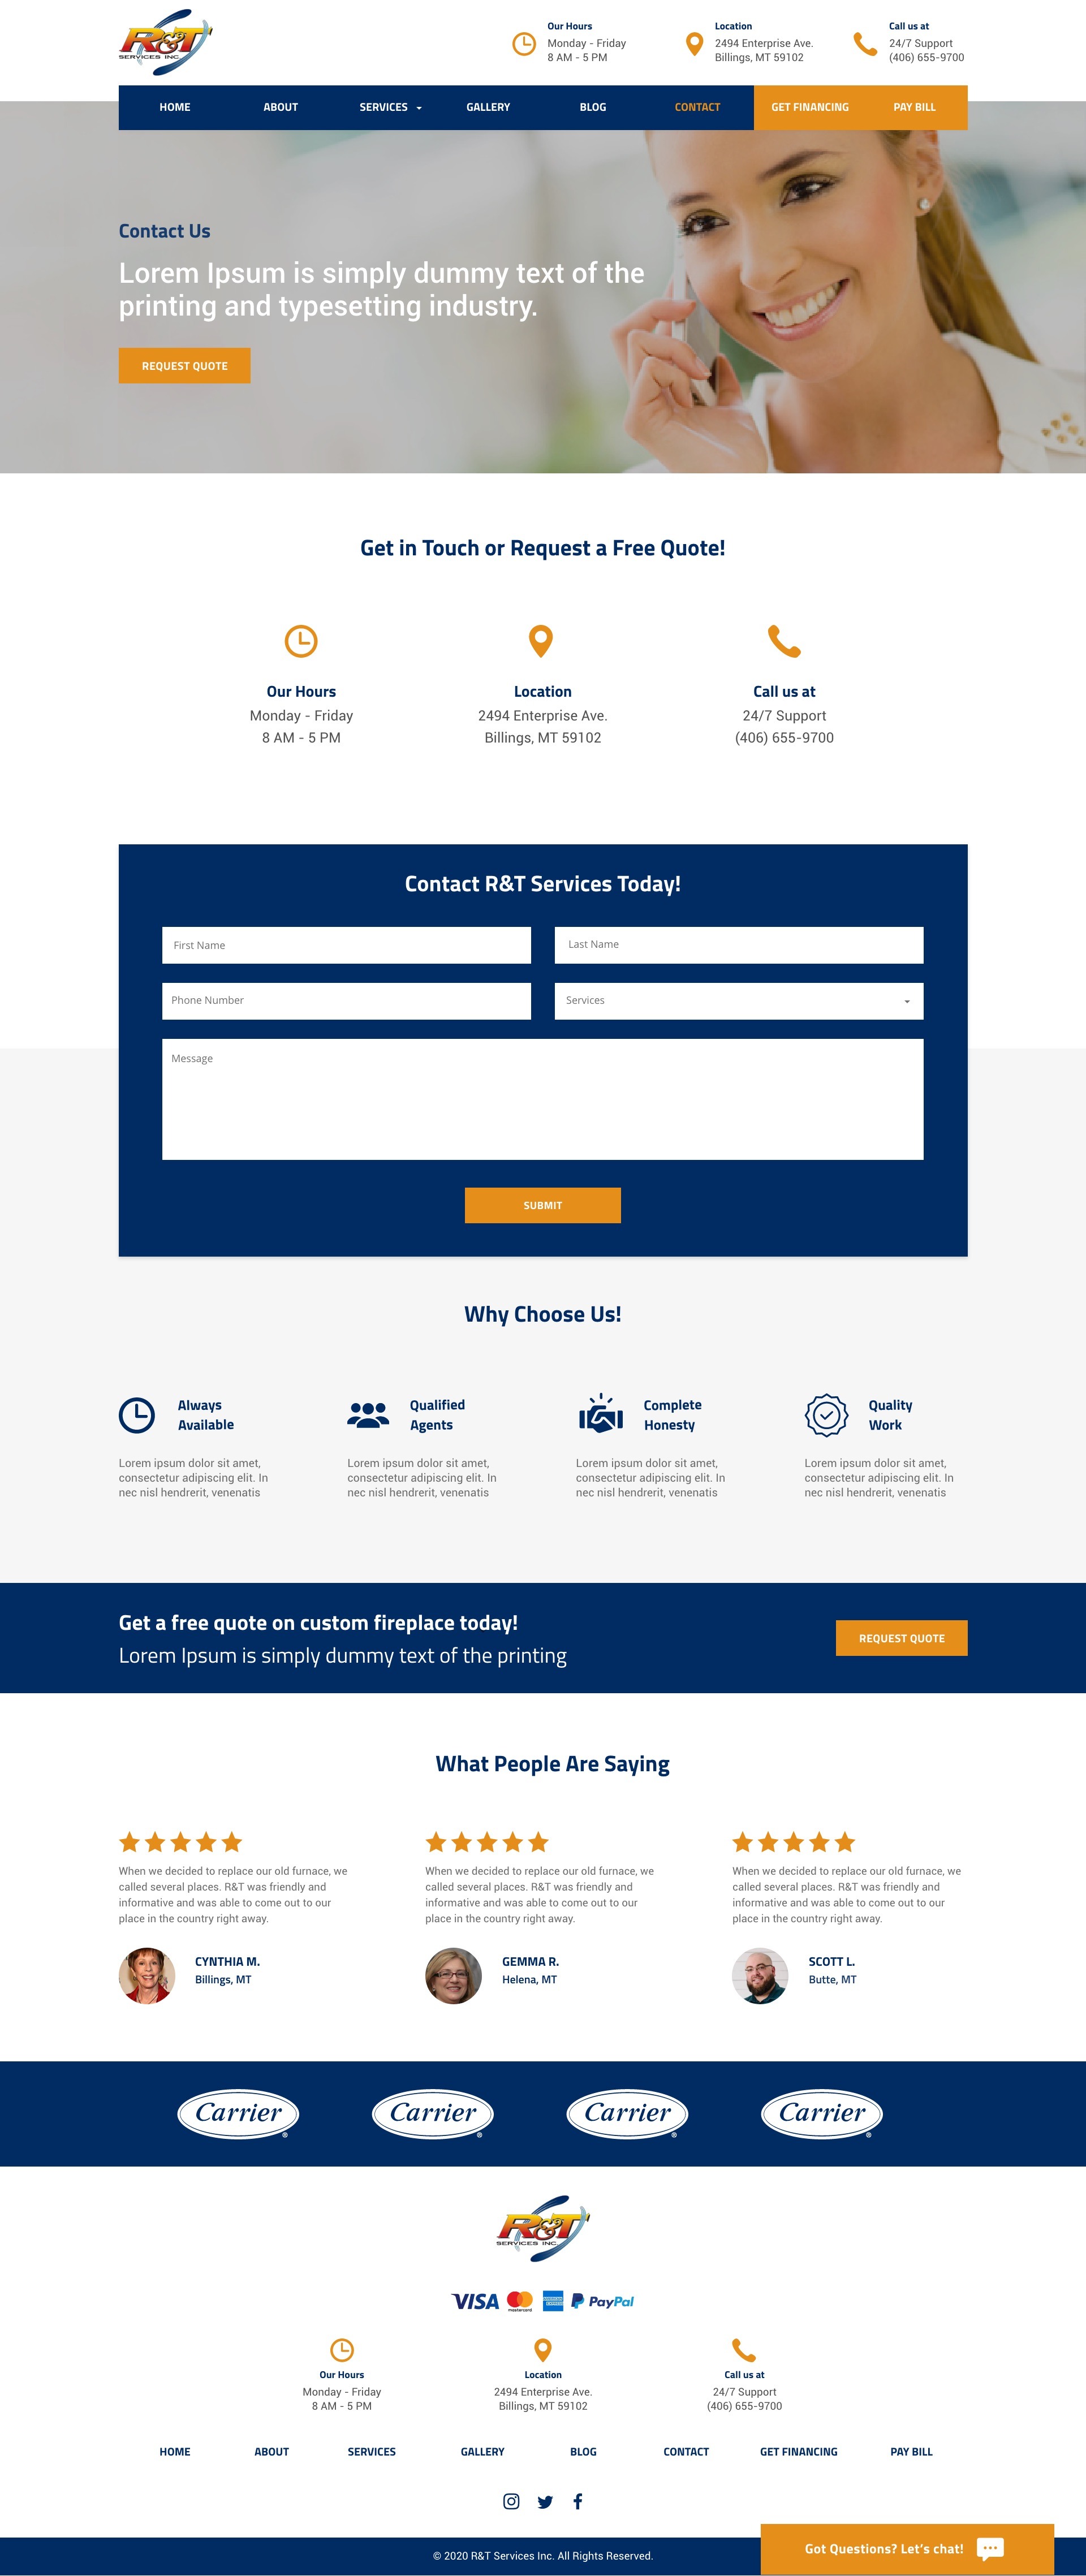 R&T
SERVICES INC.
Our Hours
Monday - Friday
8 AM - 5 PM
Location
2494 Enterprise Ave.
Billings, MT 59102
Call us at
24/7 Support
(406) 655-9700
HOME ABOUT SERVICES GALLERY BLOG CONTACT GET FINANCING PAY BILL
Contact Us
Lorem Ipsum is simply dummy text of the
printing and typesetting industry.
REQUEST QUOTE
Get in Touch or Request a Free Quote!
Our Hours
Monday - Friday
8 AM - 5 PM
Location
2494 Enterprise Ave.
Billings, MT 59102
Call us at
24/7 Support
(406) 655-9700
Contact R&T Services Today!
First Name
Last Name
Phone Number
Services
Message
SUBMIT
Why Choose Us!
Always
Available
Lorem ipsum dolor sit amet,
consectetur adipiscing elit. In
nec nisl hendrerit, venenatis
Qualified
Agents
Lorem ipsum dolor sit amet,
consectetur adipiscing elit. In
nec nisl hendrerit, venenatis
Complete
Honesty
Lorem ipsum dolor sit amet,
consectetur adipiscing elit. In
nec nisl hendrerit, venenatis
Quality
Work
Lorem ipsum dolor sit amet,
consectetur adipiscing elit. In
nec nisl hendrerit, venenatis
Get a free quote on custom fireplace today!
Lorem Ipsum is simply dummy text of the printing
REQUEST QUOTE
What People Are Saying
When we decided to replace our old furnace, we
called several places. R&T was friendly and
informative and was able to come out to our
place in the country right away.
CYNTHIA M.
Billings, MT
When we decided to replace our old furnace, we
called several places. R&T was friendly and
informative and was able to come out to our
place in the country right away.
GEMMA R.
Helena, MT
When we decided to replace our old furnace, we
called several places. R&T was friendly and
informative and was able to come out to our
place in the country right away.
SCOTT L.
Butte, MT
Carrier ® Carrier ® Carrier ® Carrier ®
R&T
SERVICES INC.
VISA mastercard AMERICAN EXPRESS PayPal
Our Hours
Monday - Friday
8 AM - 5 PM
Location
2494 Enterprise Ave.
Billings, MT 59102
Call us at
24/7 Support
(406) 655-9700
HOME ABOUT SERVICES GALLERY BLOG CONTACT GET FINANCING PAY BILL
© 2020 R&T Services Inc. All Rights Reserved.
Got Questions? Let's chat!